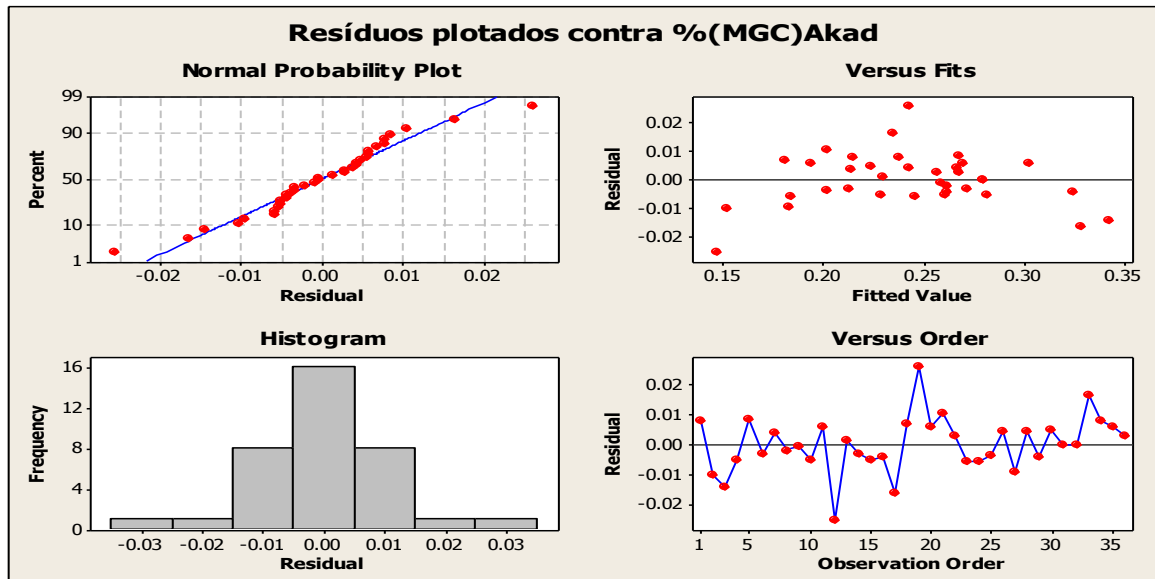 Resíduos plotados contra %(MGC)Akad
Normal Probability Plot
99
90
50
10
1
Percent
-0.02 -0.01 0.00 0.01 0.02
Residual
Versus Fits
0.02
0.01
0.00
-0.01
-0.02
Residual
0.15 0.20 0.25 0.30 0.35
Fitted Value
Histogram
16
12
8
4
0
Frequency
-0.03 -0.02 -0.01 0.00 0.01 0.02 0.03
Residual
Versus Order
0.02
0.01
0.00
-0.01
-0.02
Residual
1 5 10 15 20 25 30 35
Observation Order